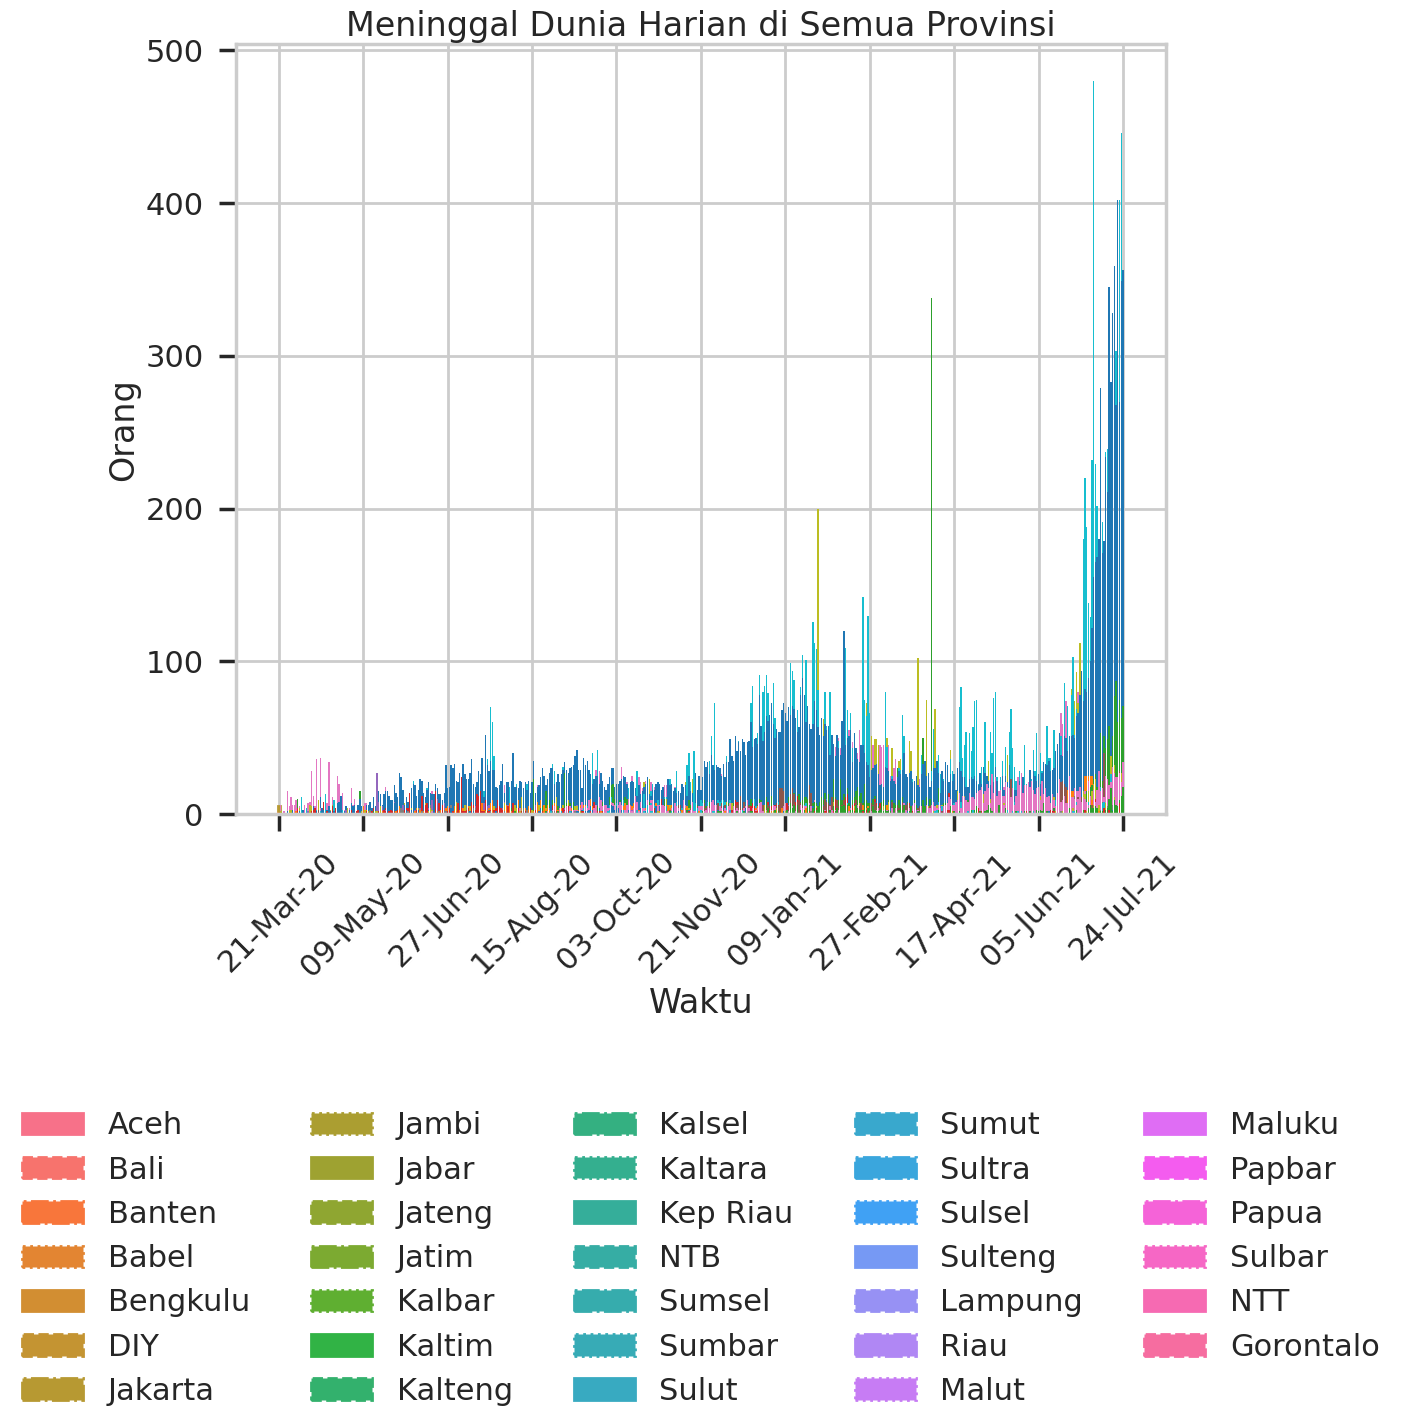 Meninggal Dunia Harian di Semua Provinsi
500
400
300
200
100
0
Orang
21-Mar-20
09-May-20
27-Jun-20
15-Aug-20
03-Oct-20
21-Nov-20
09-Jan-21
27-Feb-21
17-Apr-21
05-Jun-21
24-Jul-21
Waktu
Aceh
Bali
Banten
Babel
Bengkulu
DIY
Jakarta
Jambi
Jabar
Jateng
Jatim
Kalbar
Kaltim
Kalteng
Kalsel
Kaltara
Kep Riau
NTB
Sumsel
Sumbar
Sulut
Sumut
Sultra
Sulsel
Sulteng
Lampung
Riau
Malut
Maluku
Papbar
Papua
Sulbar
NTT
Gorontalo